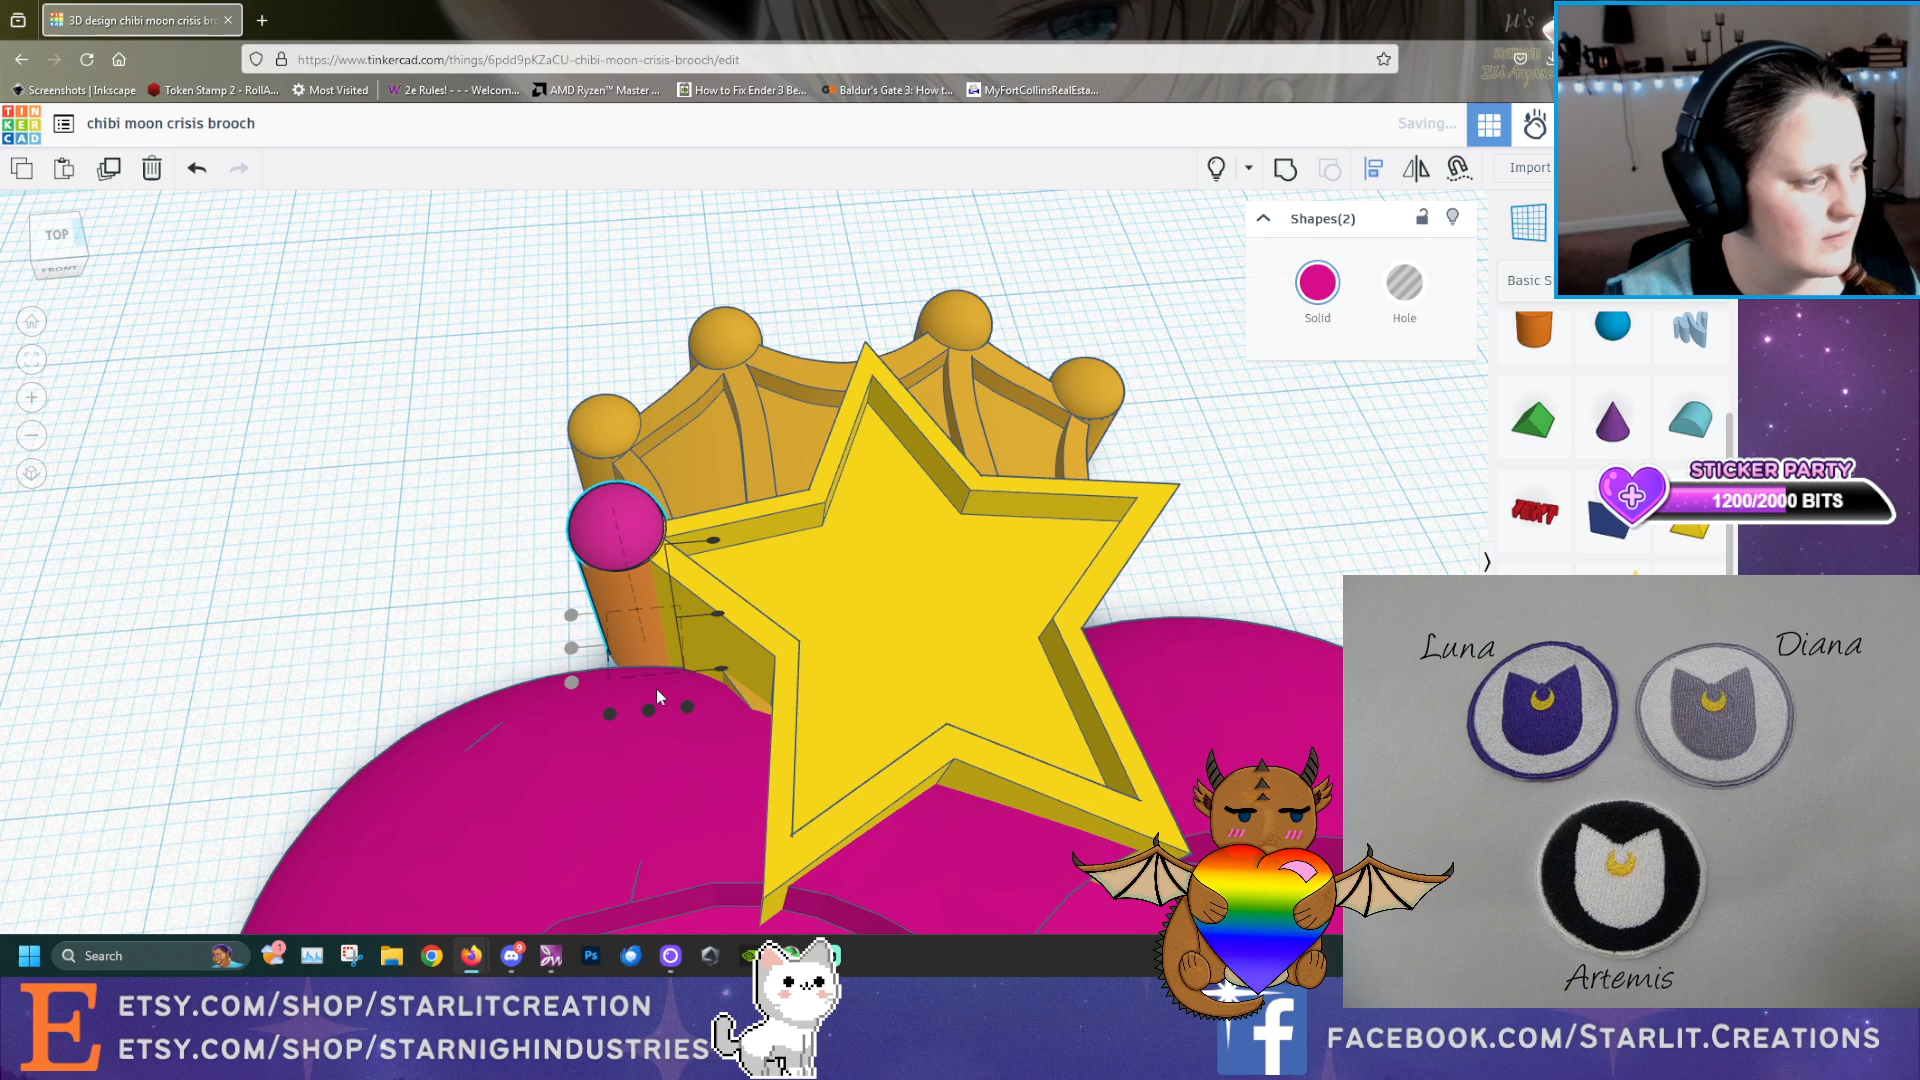 3D design chibi moon crisis bro
https://www.tinkercad.com/things/6pdd9pKZaCU-chibi-moon-crisis-brooch/edit
Screenshots | Inkscape
Token Stamp 2 - RollA...
Most Visited
2e Rules! - - - Welcom...
AMD Ryzen™ Master ...
How to Fix Ender 3 Be...
Baldur's Gate 3: How t...
MyFortCollinsRealEsta...
μ's
TIN
KER
CAD
chibi moon crisis brooch
Saving...
Import
TOP
FRONT
Shapes(2)
Solid
Hole
Basic S
TEXT
STICKER PARTY
1200/2000 BITS
Luna
Diana
Artemis
Search
1
9
Ps
E
ETSY.COM/SHOP/STARLITCREATION
ETSY.COM/SHOP/STARNIGHINDUSTRIES
f
FACEBOOK.COM/STARLIT.CREATIONS